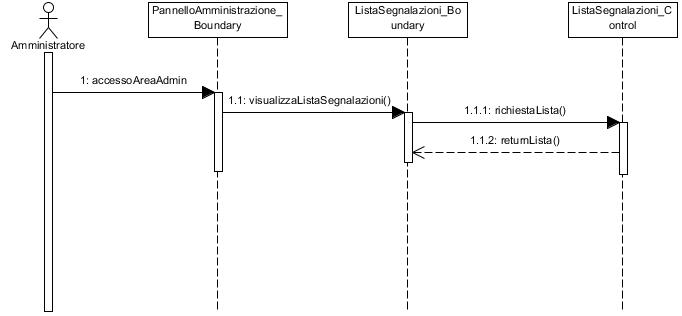 PannelloAmministrazione_
Boundary
ListaSegnalazioni_Bo
undary
ListaSegnalazioni_C
ontrol
Amministratore
1: accessoAreaAdmin
1.1: visualizzaListaSegnalazioni()
1.1.1: richiestaLista()
1.1.2: returnLista()